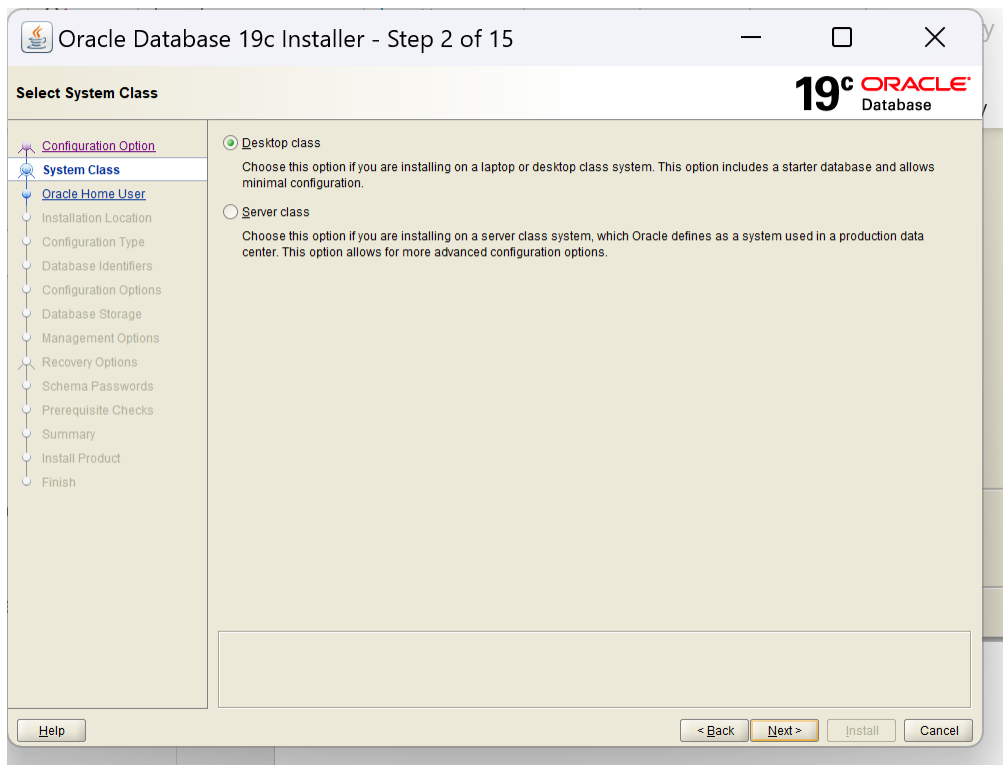 Oracle Database 19c Installer - Step 2 of 15
Select System Class
19c ORACLE
Database
Configuration Option
System Class
Oracle Home User
Installation Location
Configuration Type
Database Identifiers
Configuration Options
Database Storage
Management Options
Recovery Options
Schema Passwords
Prerequisite Checks
Summary
Install Product
Finish
Desktop class
Choose this option if you are installing on a laptop or desktop class system. This option includes a starter database and allows
minimal configuration.
Server class
Choose this option if you are installing on a server class system, which Oracle defines as a system used in a production data
center. This option allows for more advanced configuration options.
Help
< Back
Next >
Install
Cancel